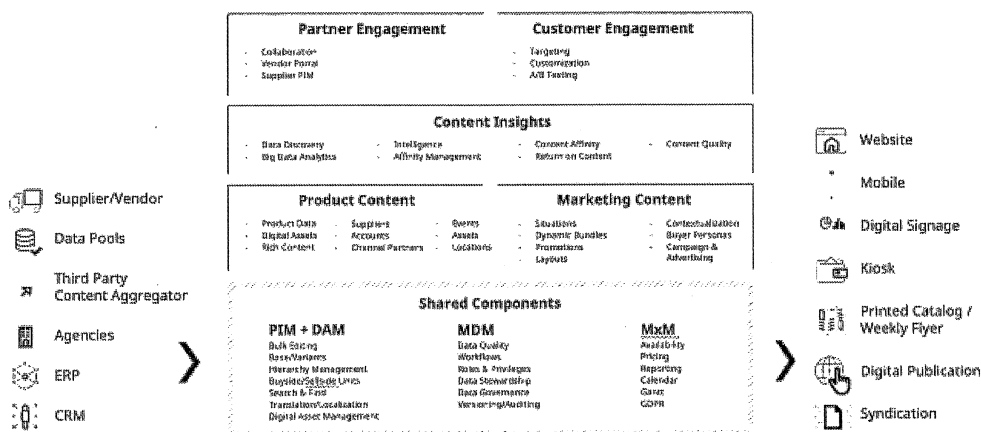 Partner Engagement
- Collaboration
- Vendor Portal
- Supplier PIM
Customer Engagement
- Targeting
- Customization
- A/B Testing
Content Insights
- Data Discovery
- Big Data Analytics
- Intelligence
- Affinity Management
- Content Affinity
- Return on Content
- Content Quality
Product Content
- Product Data
- Digital Assets
- Rich Content
- Suppliers
- Accounts
- Channel Partners
- Events
- Assets
- Locations
Marketing Content
- Situations
- Dynamic Bundles
- Promotions
- Layouts
- Contextualization
- Buyer Personas
- Campaign &
Advertising
Shared Components
PIM + DAM
Bulk Editing
Base/Variants
Hierarchy Management
Buyside/Sellside Units
Search & Find
Translation/Localization
Digital Asset Management
MDM
Data Quality
Workflows
Roles & Privileges
Data Stewardship
Data Governance
Versioning/Auditing
MxM
Availability
Pricing
Reporting
Calendar
Gantt
GDPR
Supplier/Vendor
Data Pools
Third Party
Content Aggregator
Agencies
ERP
CRM
Website
Mobile
Digital Signage
Kiosk
Printed Catalog /
Weekly Flyer
Digital Publication
Syndication